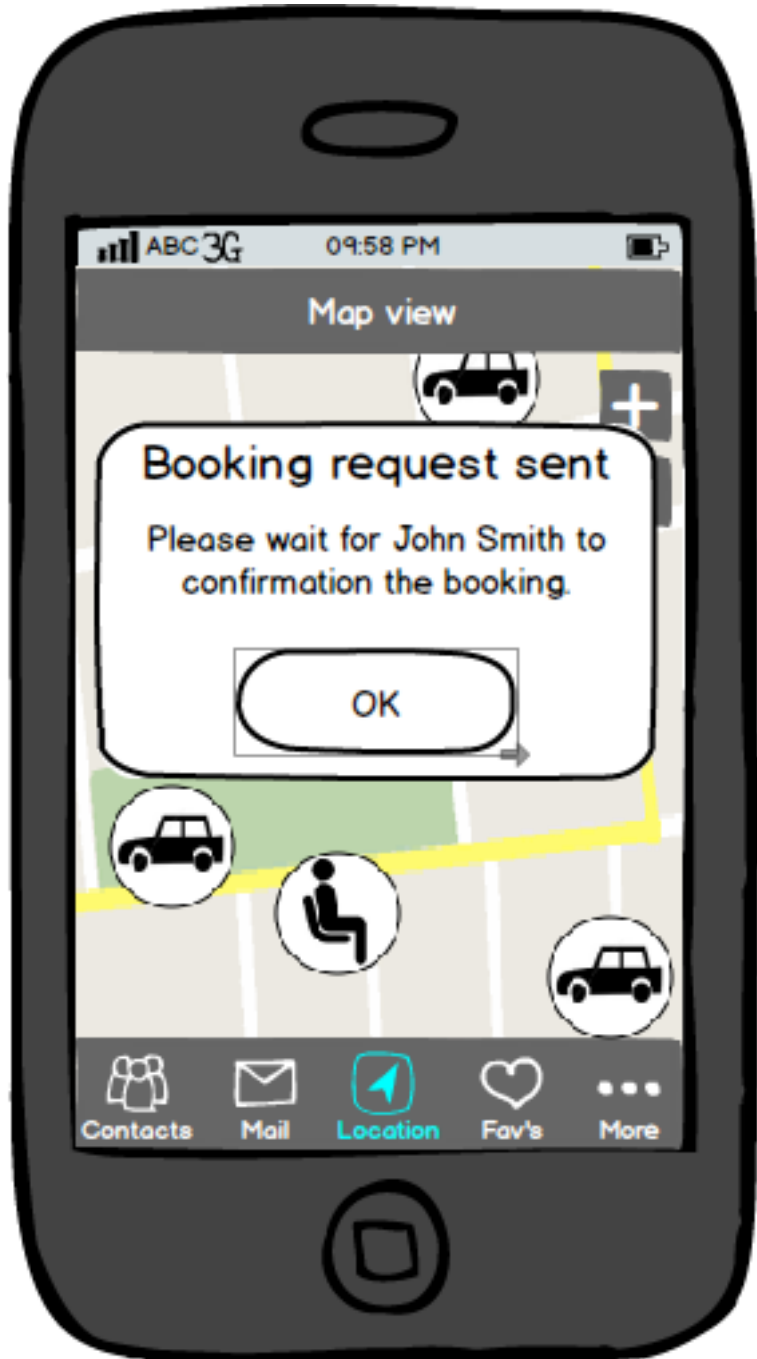 ABC 3G 09:58 PM
Map view
Booking request sent
Please wait for John Smith to
confirmation the booking.
OK
Contacts Mail Location Fav's More